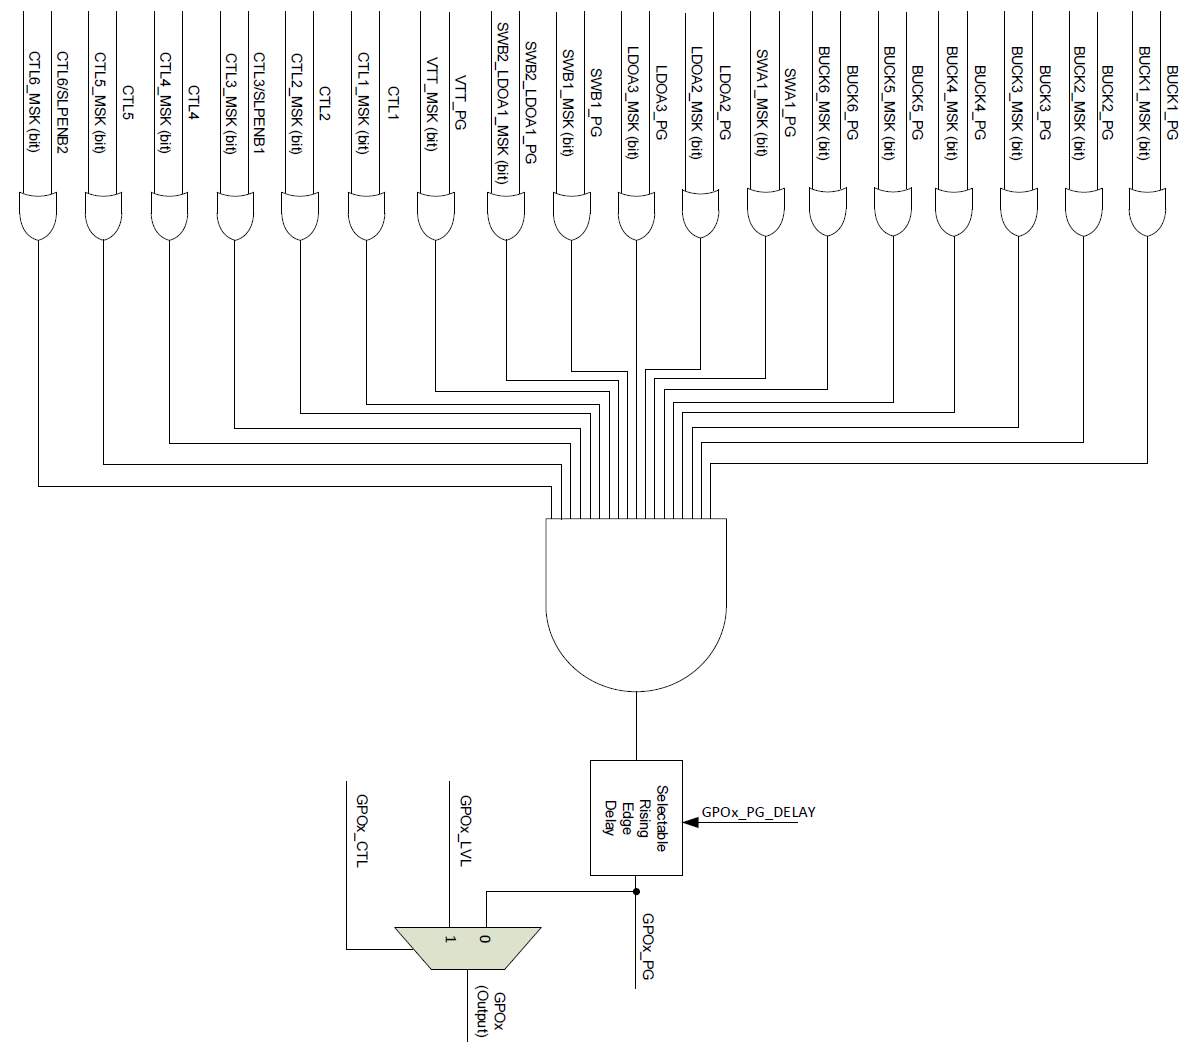 BUCK1_PG
BUCK1_MSK (bit)
BUCK2_PG
BUCK2_MSK (bit)
BUCK3_PG
BUCK3_MSK (bit)
BUCK4_PG
BUCK4_MSK (bit)
BUCK5_PG
BUCK5_MSK (bit)
BUCK6_PG
BUCK6_MSK (bit)
SWA1_PG
SWA1_MSK (bit)
LDOA2_PG
LDOA2_MSK (bit)
LDOA3_PG
LDOA3_MSK (bit)
SWB1_PG
SWB1_MSK (bit)
SWB2_LDOA1_PG
SWB2_LDOA1_MSK (bit)
VTT_PG
VTT_MSK (bit)
CTL1
CTL1_MSK (bit)
CTL2
CTL2_MSK (bit)
CTL3/SLPENB1
CTL3_MSK (bit)
CTL4
CTL4_MSK (bit)
CTL5
CTL5_MSK (bit)
CTL6/SLPENB2
CTL6_MSK (bit)
Selectable
Rising
Edge
Delay
GPOx_PG_DELAY
GPOx_PG
GPOx_LVL
GPOx_CTL
0
1
GPOx
(Output)